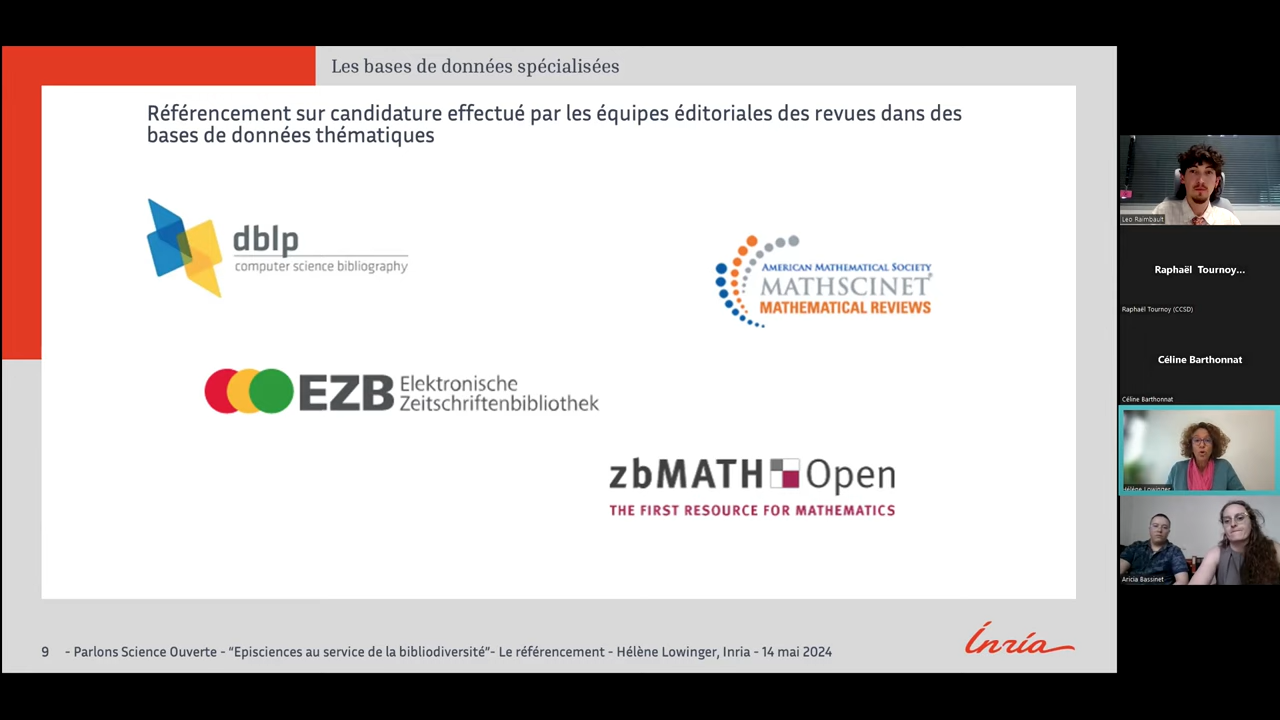 Les bases de données spécialisées
Référencement sur candidature effectué par les équipes éditoriales des revues dans des
bases de données thématiques
dblp
computer science bibliography
AMERICAN MATHEMATICAL SOCIETY
MATHSCINET
MATHEMATICAL REVIEWS
EZB Elektronische
Zeitschriftenbibliothek
zbMATH Open
THE FIRST RESOURCE FOR MATHEMATICS
9 - Parlons Science Ouverte - “Episciences au service de la bibliodiversité”- Le référencement - Hélène Lowinger, Inria - 14 mai 2024
Inria
Leo Raimbault
Raphaël Tournoy...
Raphaël Tournoy (CCSD)
Céline Barthonnat
Céline Barthonnat
Hélène Lowinger
Aricia Bassinet